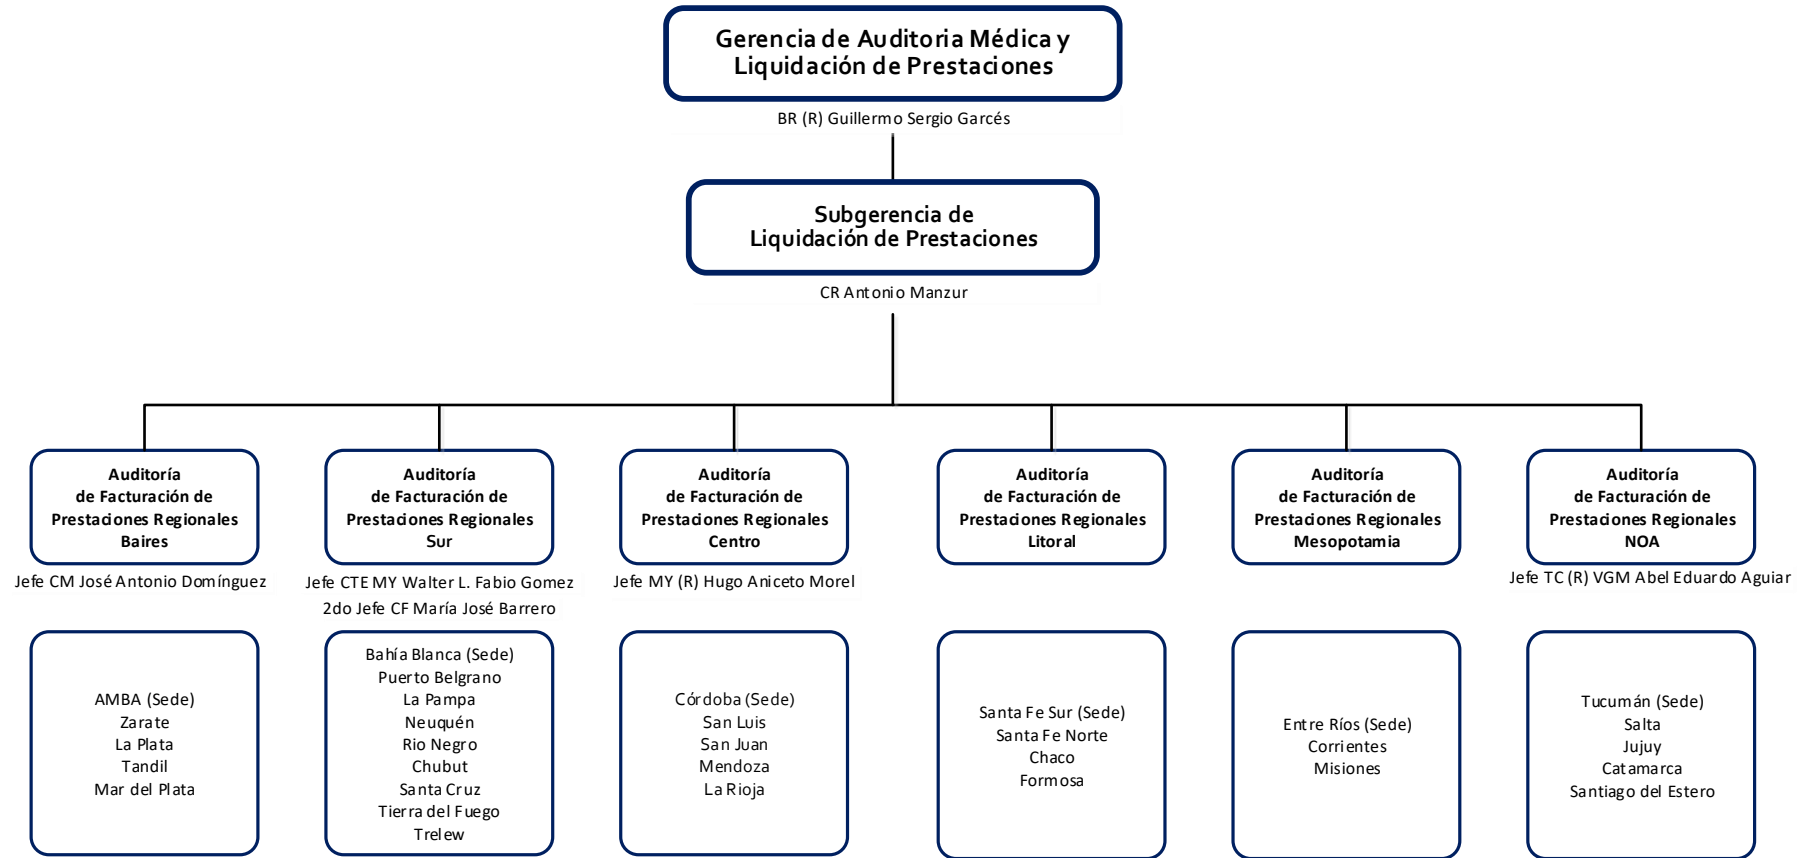 Gerencia de Auditoria Médica y
Liquidación de Prestaciones
BR (R) Guillermo Sergio Garcés
Subgerencia de
Liquidación de Prestaciones
CR Antonio Manzur
Auditoría
de Facturación de
Prestaciones Regionales
Baires
Jefe CM José Antonio Domínguez
AMBA (Sede)
Zarate
La Plata
Tandil
Mar del Plata
Auditoría
de Facturación de
Prestaciones Regionales
Sur
Jefe CTE MY Walter L. Fabio Gomez
2do Jefe CF María José Barrero
Bahía Blanca (Sede)
Puerto Belgrano
La Pampa
Neuquén
Rio Negro
Chubut
Santa Cruz
Tierra del Fuego
Trelew
Auditoría
de Facturación de
Prestaciones Regionales
Centro
Jefe MY (R) Hugo Aniceto Morel
Córdoba (Sede)
San Luis
San Juan
Mendoza
La Rioja
Auditoría
de Facturación de
Prestaciones Regionales
Litoral
Santa Fe Sur (Sede)
Santa Fe Norte
Chaco
Formosa
Auditoría
de Facturación de
Prestaciones Regionales
Mesopotamia
Entre Ríos (Sede)
Corrientes
Misiones
Auditoría
de Facturación de
Prestaciones Regionales
NOA
Jefe TC (R) VGM Abel Eduardo Aguiar
Tucumán (Sede)
Salta
Jujuy
Catamarca
Santiago del Estero